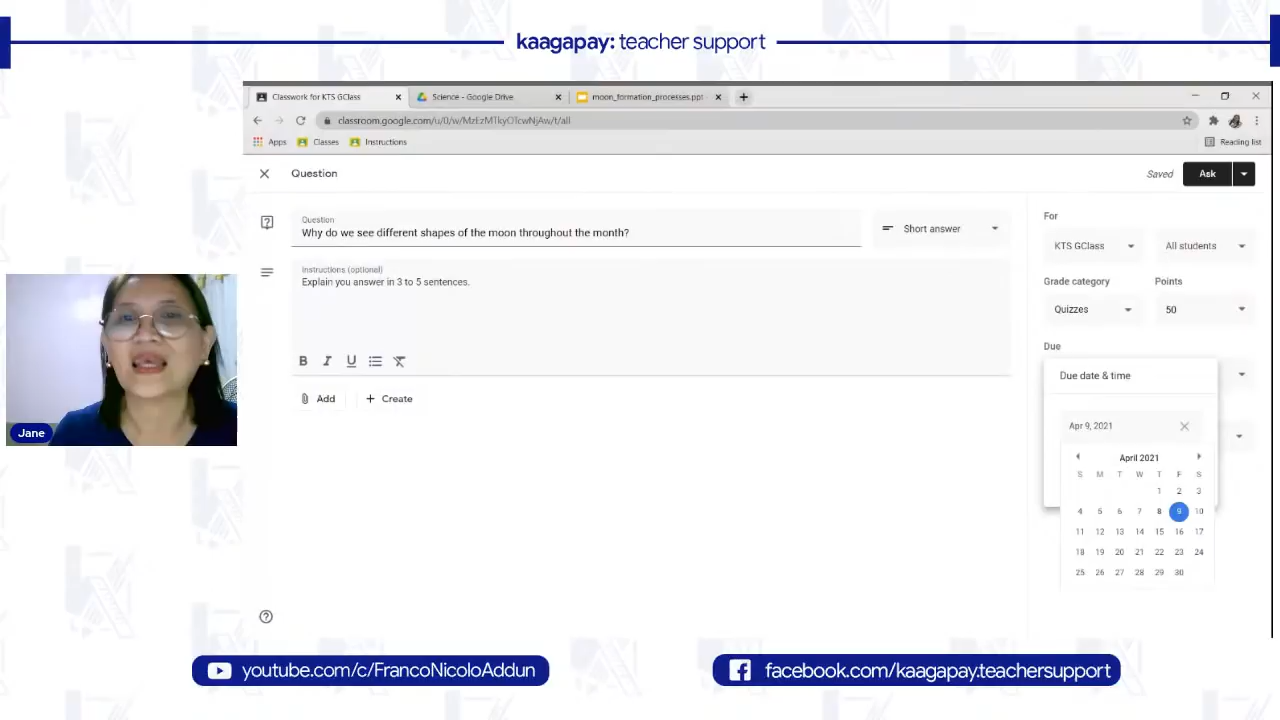 kaagapay: teacher support
Classwork for KTS GClass
Science - Google Drive
moon_formation_processes.ppt -
Apps
Classes
Instructions
Reading list
Question
Saved
Ask
Question
Why do we see different shapes of the moon throughout the month?
Short answer
Instructions (optional)
Explain you answer in 3 to 5 sentences.
B I U
Add
Create
For
KTS GClass
All students
Grade category
Points
Quizzes
50
Due
Due date & time
Apr 9, 2021
April 2021
S M T W T F S
1 2 3
4 5 6 7 8 9 10
11 12 13 14 15 16 17
18 19 20 21 22 23 24
25 26 27 28 29 30
Jane
youtube.com/c/FrancoNicoloAddun
facebook.com/kaagapay.teachersupport